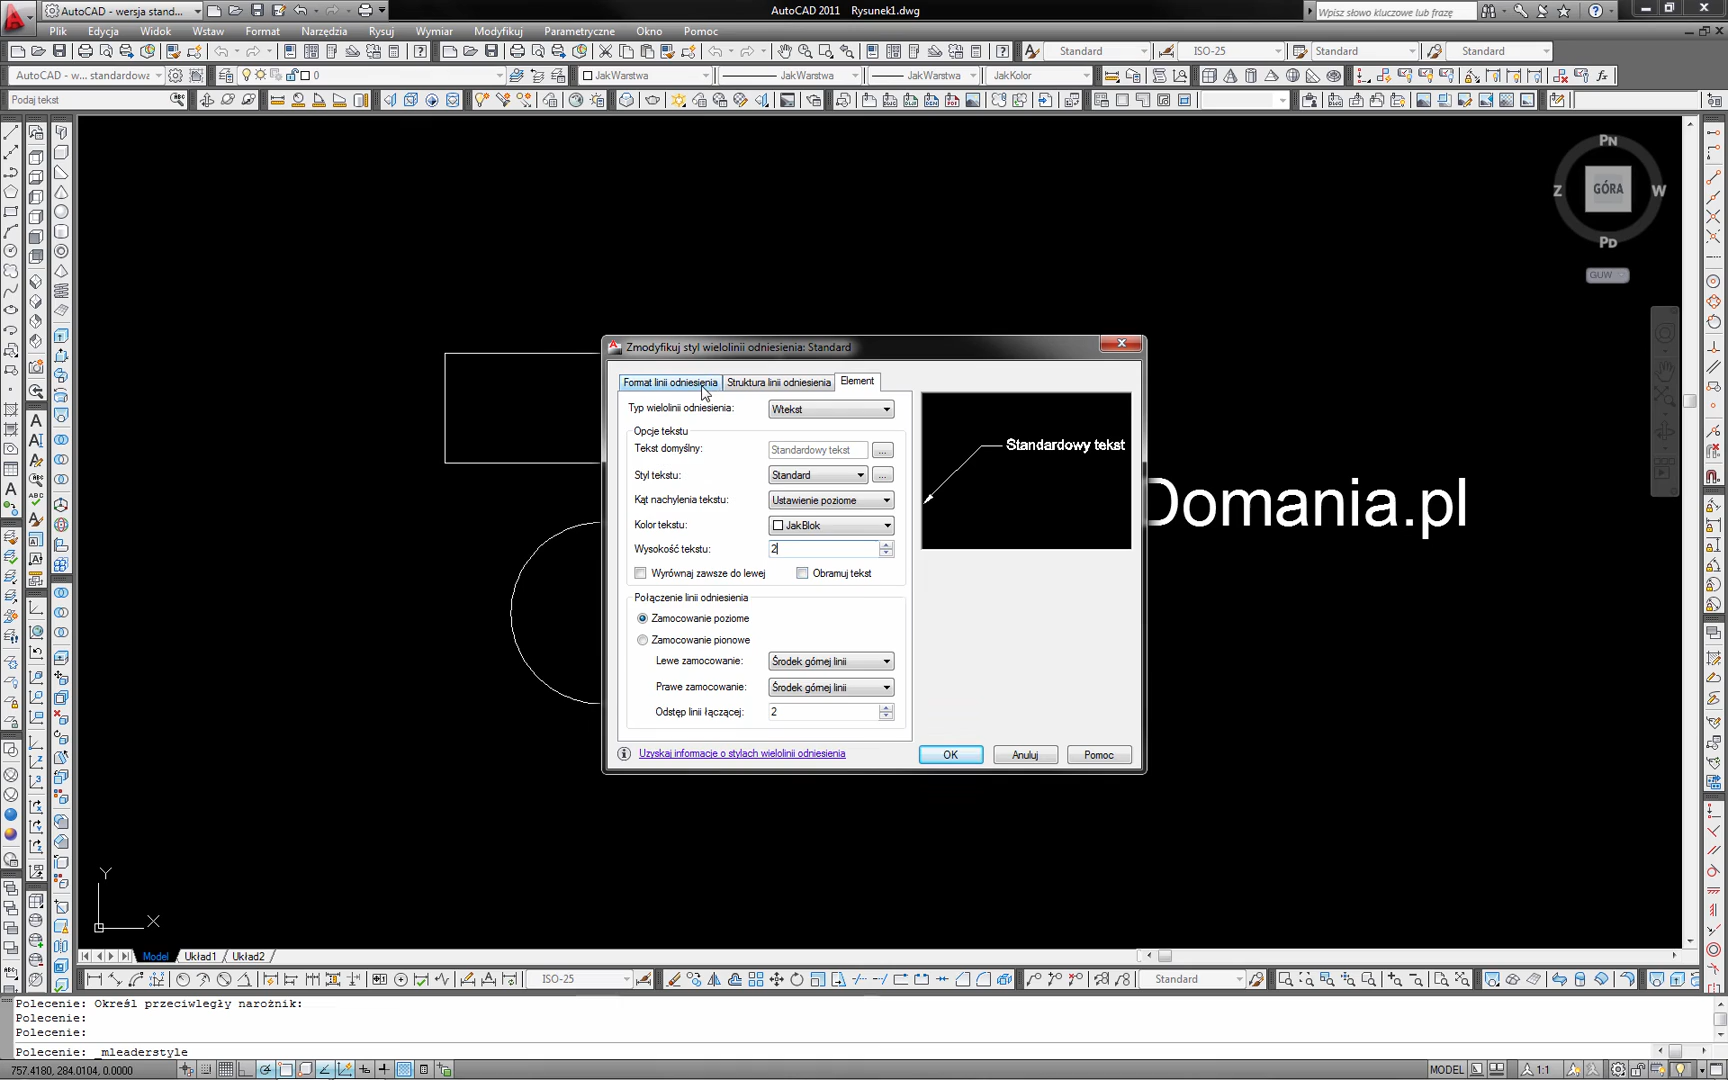 AutoCAD - wersja stand...
AutoCAD 2011 Rysunek1.dwg
Wpisz słowo kluczowe lub frazę
Plik Edycja Widok Wstaw Format Narzędzia Rysuj Wymiar Modyfikuj Parametryczne Okno Pomoc
Standard ISO-25 Standard Standard
AutoCAD - w... standardowa 0 JakWarstwa JakWarstwa JakWarstwa JakKolor
Podaj tekst
PN
Z GÓRA W
PD
GUW
Domania.pl
Zmodyfikuj styl wielolinii odniesienia: Standard
Format linii odniesienia Struktura linii odniesienia Element
Typ wielolinii odniesienia: Wtekst
Opcje tekstu
Tekst domyślny: Standardowy tekst ...
Styl tekstu: Standard ...
Kąt nachylenia tekstu: Ustawienie poziome
Kolor tekstu: JakBlok
Wysokość tekstu: 2
Wyrównaj zawsze do lewej Obramuj tekst
Połączenie linii odniesienia
Zamocowanie poziome
Zamocowanie pionowe
Lewe zamocowanie: Środek górnej linii
Prawe zamocowanie: Środek górnej linii
Odstęp linii łączącej: 2
Standardowy tekst
Uzyskaj informacje o stylach wielolinii odniesienia
OK Anuluj Pomoc
Y
X
Model Układ1 Układ2
ISO-25 Standard
Polecenie: Określ przeciwległy narożnik:
Polecenie:
Polecenie:
Polecenie: _mleaderstyle
757.4180, 284.0104, 0.0000
MODEL 1:1